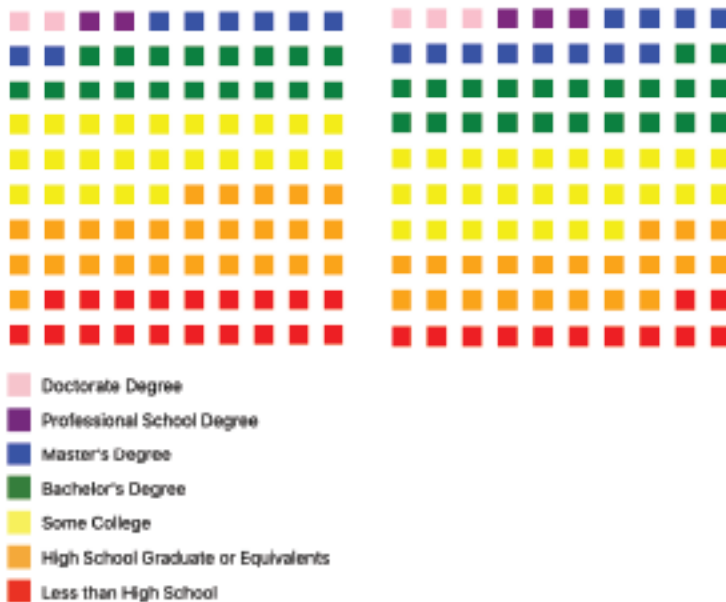 Doctorate Degree
Professional School Degree
Master's Degree
Bachelor's Degree
Some College
High School Graduate or Equivalents
Less than High School